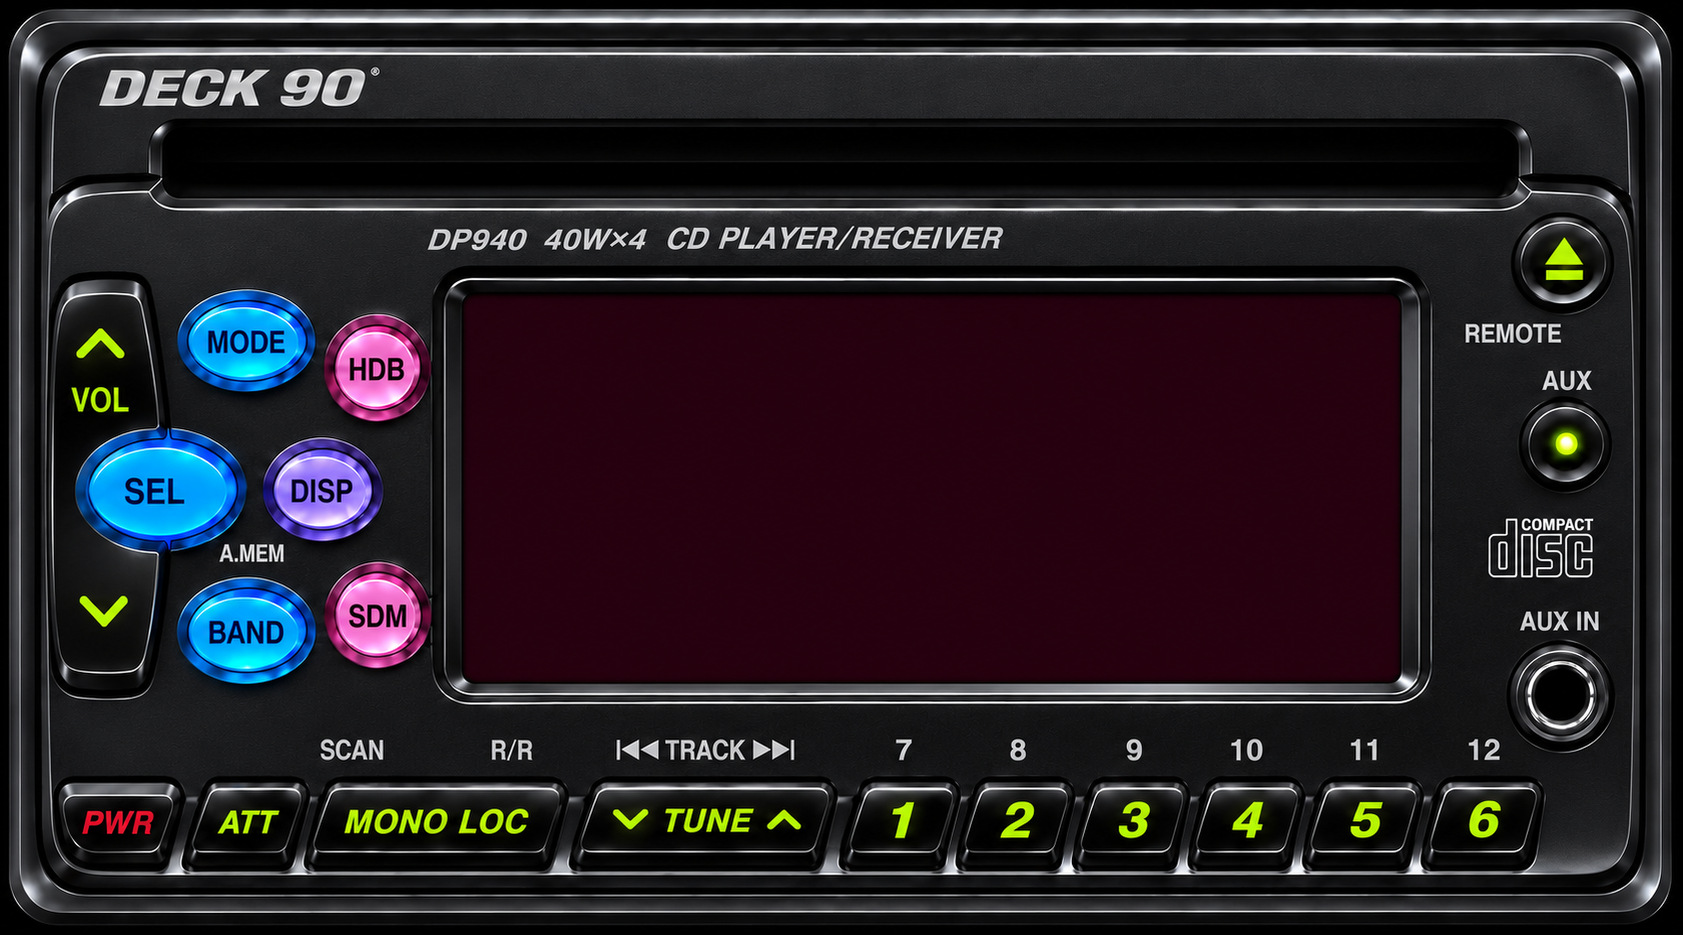 DECK 90®
DP940 40W×4 CD PLAYER/RECEIVER
MODE
HDB
VOL
SEL
DISP
A.MEM
BAND
SDM
REMOTE
AUX
COMPACT
disc
AUX IN
SCAN R/R TRACK 7 8 9 10 11 12
PWR ATT MONO LOC TUNE 1 2 3 4 5 6